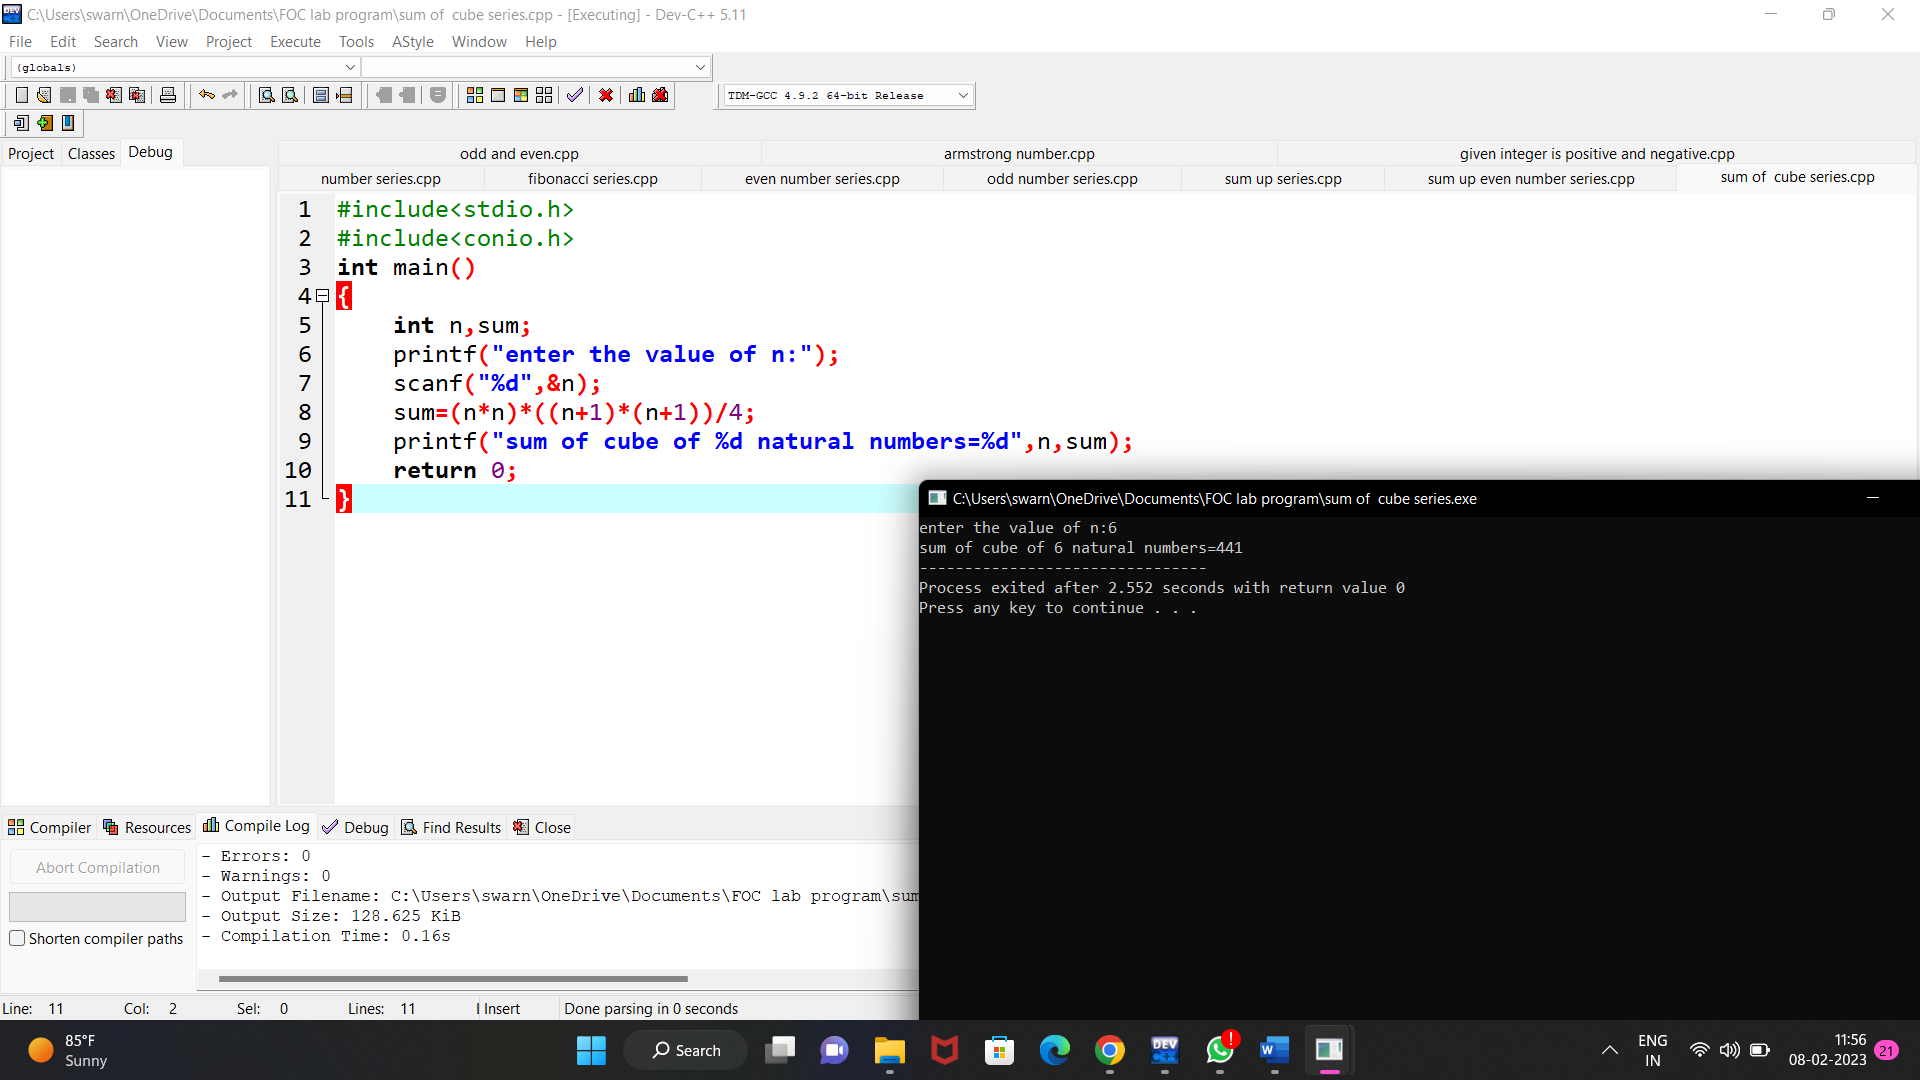 C:\Users\swarn\OneDrive\Documents\FOC lab program\sum of  cube series.cpp - [Executing] - Dev-C++ 5.11
File Edit Search View Project Execute Tools AStyle Window Help
(globals)
TDM-GCC 4.9.2 64-bit Release
Project Classes Debug
odd and even.cpp armstrong number.cpp given integer is positive and negative.cpp
number series.cpp fibonacci series.cpp even number series.cpp odd number series.cpp sum up series.cpp sum up even number series.cpp sum of  cube series.cpp
1 #include<stdio.h>
2 #include<conio.h>
3 int main()
4 {
5     int n,sum;
6     printf("enter the value of n:");
7     scanf("%d",&n);
8     sum=(n*n)*((n+1)*(n+1))/4;
9     printf("sum of cube of %d natural numbers=%d",n,sum);
10     return 0;
11 }
C:\Users\swarn\OneDrive\Documents\FOC lab program\sum of  cube series.exe
enter the value of n:6
sum of cube of 6 natural numbers=441
--------------------------------
Process exited after 2.552 seconds with return value 0
Press any key to continue . . .
Compiler Resources Compile Log Debug Find Results Close
Abort Compilation
Shorten compiler paths
- Errors: 0
- Warnings: 0
- Output Filename: C:\Users\swarn\OneDrive\Documents\FOC lab program\sum
- Output Size: 128.625 KiB
- Compilation Time: 0.16s
Line: 11 Col: 2 Sel: 0 Lines: 11 Insert Done parsing in 0 seconds
85°F
Sunny
Search
DEV
C++
W
ENG
IN
11:56
08-02-2023
21